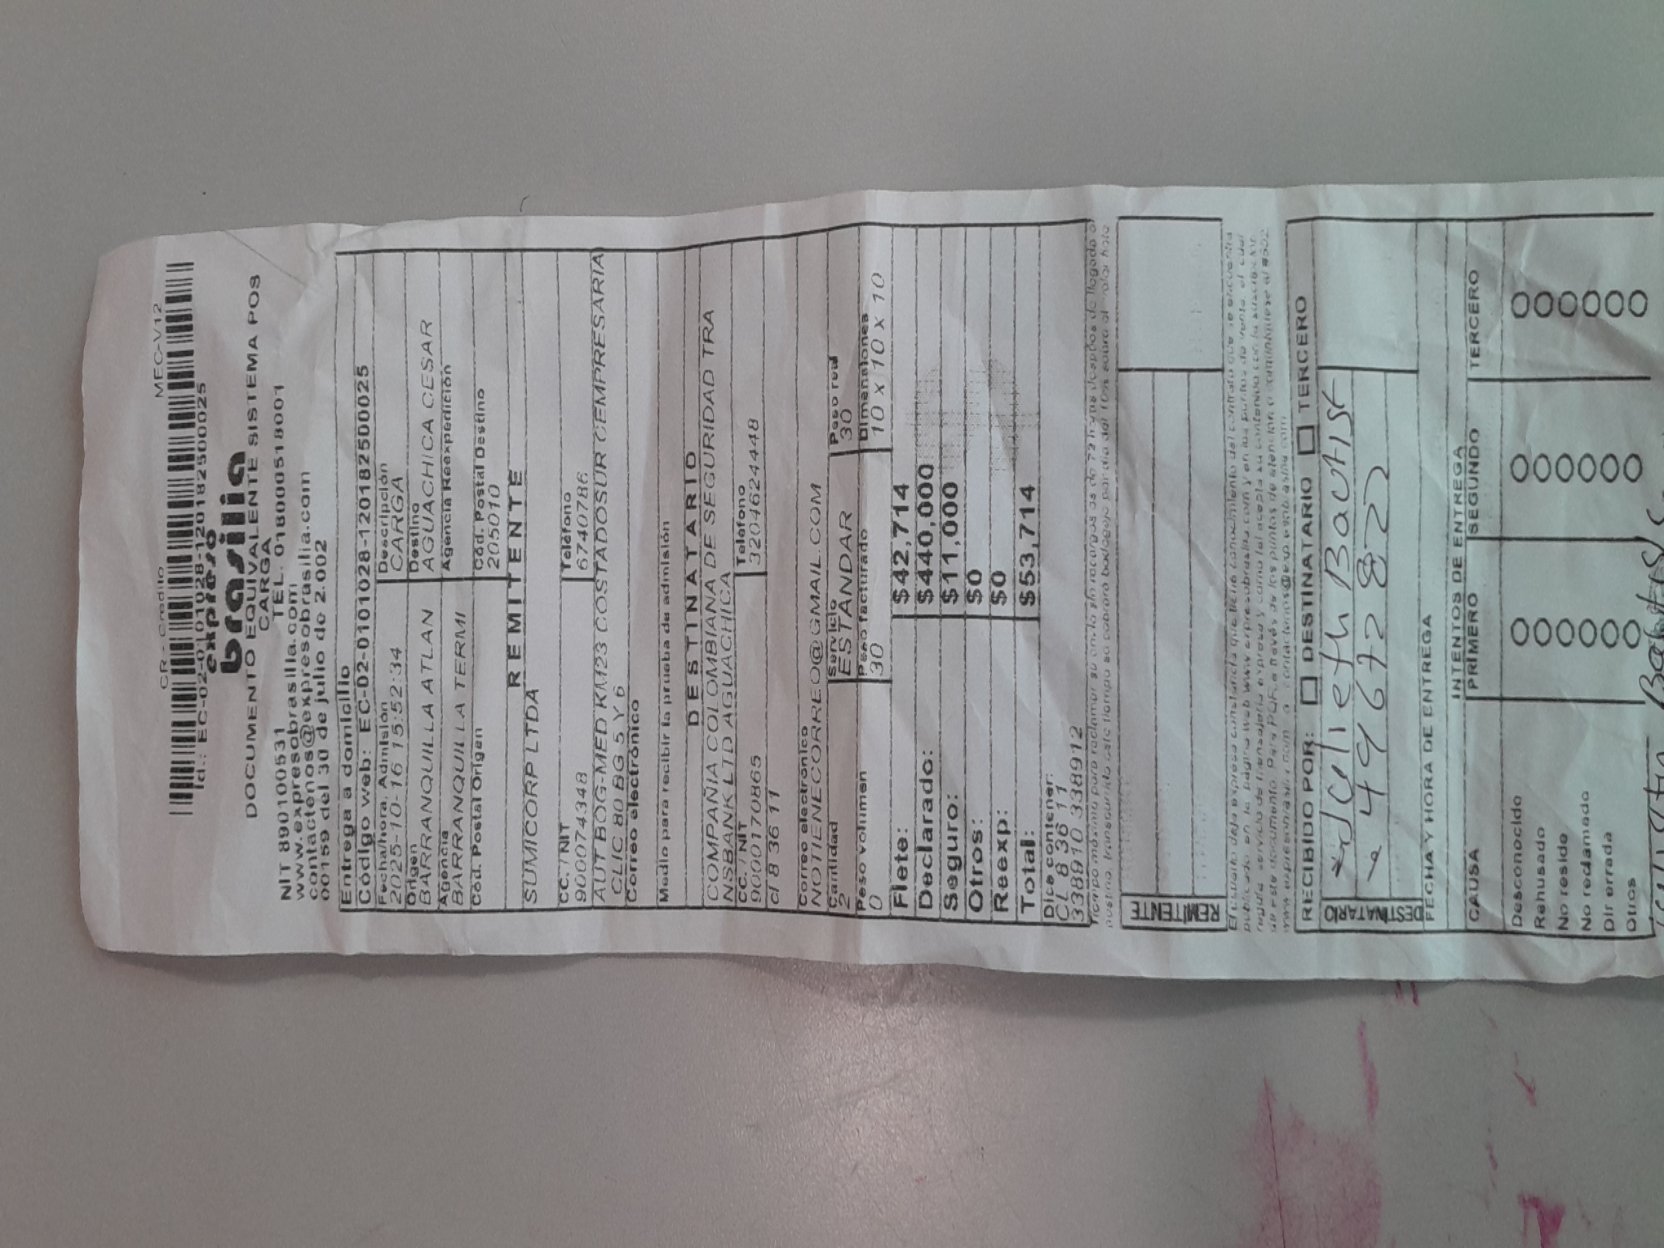 CR - Credito MEC-V12
Id.: EC-02-0101028-120182500025
expreso
brasilia
DOCUMENTO EQUIVALENTE SISTEMA POS
CARGA
NIT 890100531 TEL. 018000518001
www.expresobrasilia.com
contactenos@expresobrasilia.com
00159 del 30 de julio de 2.002
Entrega a domicilio
Código web: EC-02-0101028-120182500025
Fecha/hora, Admisión Descripción
2025-10-16 15:52:34 CARGA
Origen Destino
BARRANQUILLA ATLAN AGUACHICA CESAR
Agencia Agencia Reexpedición
BARRANQUILLA TERMI
Cód. Postal Origen Cód. Postal Destino
205010
REMITENTE
SUMICORP LTDA
CC. / NIT Teléfono
9000074348 6740786
AUT BOG-MED KM23 COSTADOSUR CEMPRESARIA
CLIC 80 BG 5 Y 6
Correo electrónico
Medio para recibir la prueba de admisión
DESTINATARIO
COMPAÑIA COLOMBIANA DE SEGURIDAD TRA
NSBANK LTD AGUACHICA
CC. NIT Telefono
9000170865 3204624448
Cl 8 36 11
Correo electrónico
NOTIENECORREO@GMAIL.COM
Cantidad Servicio Peso real
2 ESTANDAR 30
Peso volumen Peso facturado Dimensiones
0 30 10 x 10 x 10
Flete: $42,714
Declarado: $440,000
Seguro: $11,000
Otros: $0
Reexp: $0
Total: $53,714
Dice contener:
CL 8 36 11
338910 338912
REMITENTE
RECIBIDO POR: DESTINATARIO TERCERO
DESTINATARIO
Julieth Bautist
49672872
FECHA Y HORA DE ENTREGA
INTENTOS DE ENTREGA
CAUSA PRIMERO SEGUNDO TERCERO
Desconocido
Rehusado
No reside
No reclamado
Dir errada
Otros